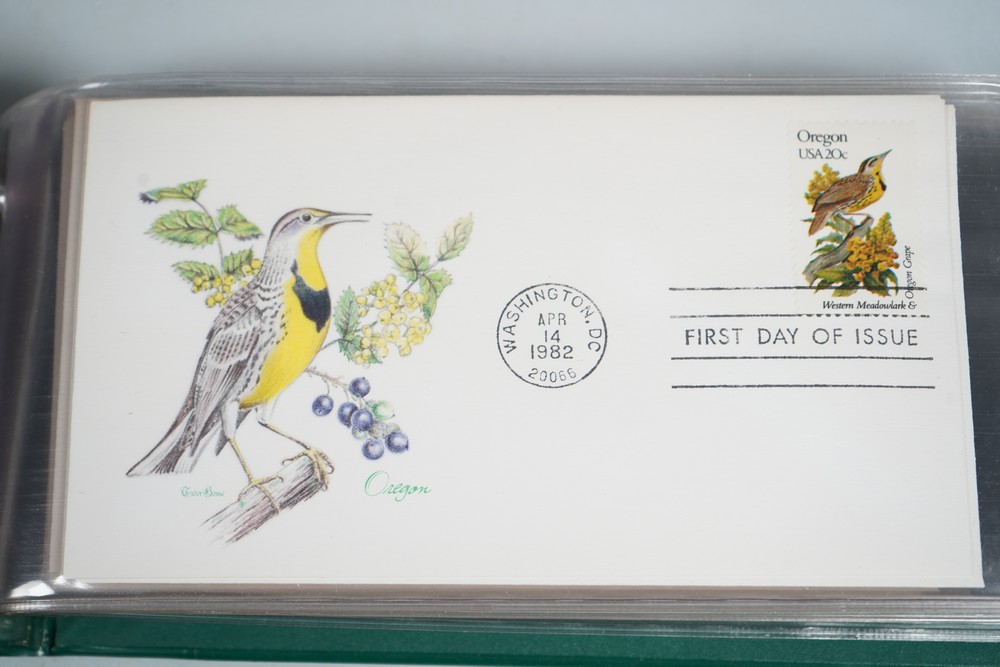 Oregon
USA 20c
Western Meadowlark &
Oregon Grape
WASHINGTON, DC
APR
14
1982
20066
FIRST DAY OF ISSUE
Oregon